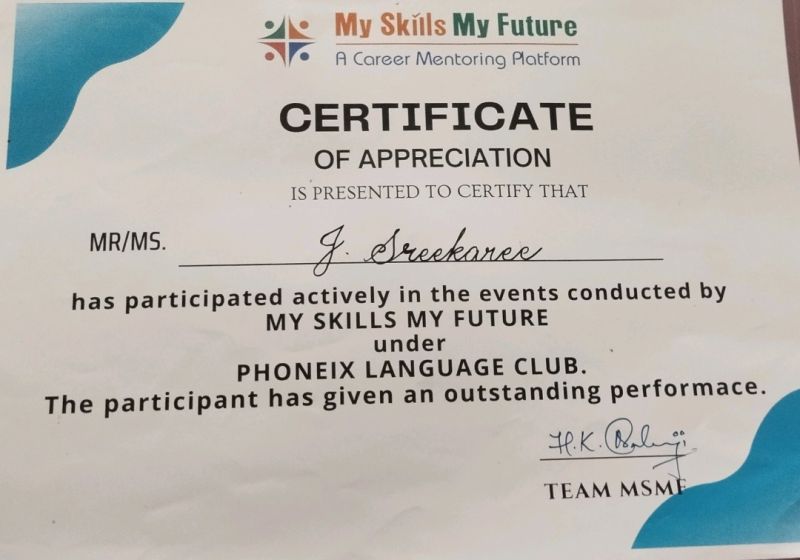 My Skills My Future
A Career Mentoring Platform
CERTIFICATE
OF APPRECIATION
IS PRESENTED TO CERTIFY THAT
MR/MS. J. Sreekaree
has participated actively in the events conducted by
MY SKILLS MY FUTURE
under
PHONEIX LANGUAGE CLUB.
The participant has given an outstanding performace.
H.K.
TEAM MSMF